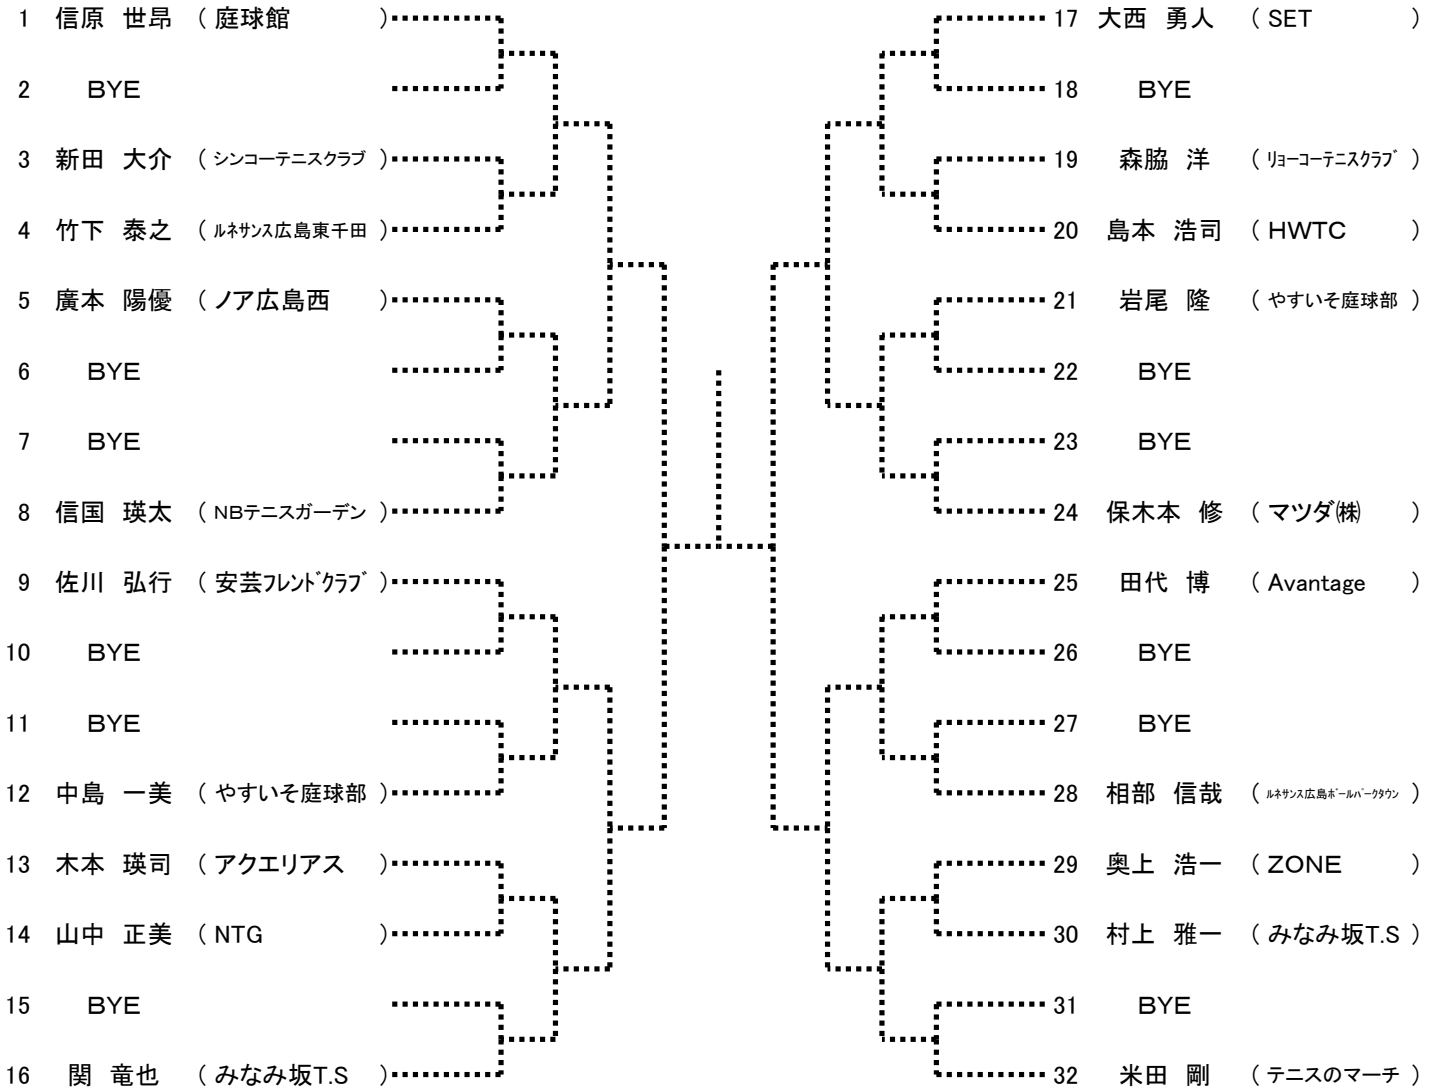 1 信原 世昂 ( 庭球館 )
2 BYE
3 新田 大介 ( シンコーテニスクラブ )
4 竹下 泰之 ( ﾙﾈｻﾝｽ広島東千田 )
5 廣本 陽優 ( ノア広島西 )
6 BYE
7 BYE
8 信国 瑛太 ( NBテニスガーデン )
9 佐川 弘行 ( 安芸ﾌﾚﾝﾄﾞｸﾗﾌﾞ )
10 BYE
11 BYE
12 中島 一美 ( やすいそ庭球部 )
13 木本 瑛司 ( アクエリアス )
14 山中 正美 ( NTG )
15 BYE
16 関 竜也 ( みなみ坂T.S )
17 大西 勇人 ( SET )
18 BYE
19 森脇 洋 ( ﾘｮｰｺｰﾃﾆｽｸﾗﾌﾞ )
20 島本 浩司 ( HWTC )
21 岩尾 隆 ( やすいそ庭球部 )
22 BYE
23 BYE
24 保木本 修 ( マツダ㈱ )
25 田代 博 ( Avantage )
26 BYE
27 BYE
28 相部 信哉 ( ﾙﾈｻﾝｽ広島ﾎﾞｰﾙﾊﾟｰｸﾀｳﾝ )
29 奥上 浩一 ( ZONE )
30 村上 雅一 ( みなみ坂T.S )
31 BYE
32 米田 剛 ( テニスのマーチ )